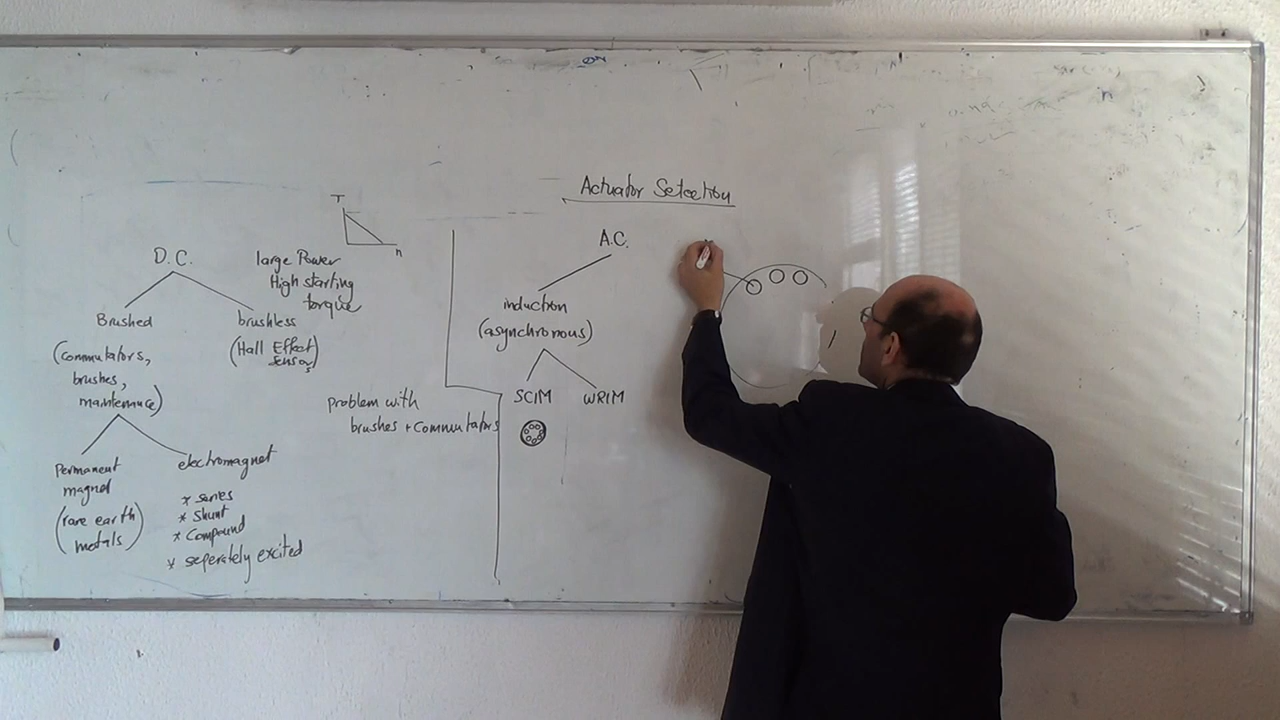 Actuator Selection
T
n
D.C.
large Power
High starting
torque
Brushed
brushless
(commutators,
brushes,
maintenance)
(Hall Effect
sensors)
Permanent
magnet
(rare earth
metals)
electromagnet
* series
* shunt
* Compound
* seperately excited
problem with
brushes + Commutators
A.C.
induction
(asynchronous)
SCIM
WRIM